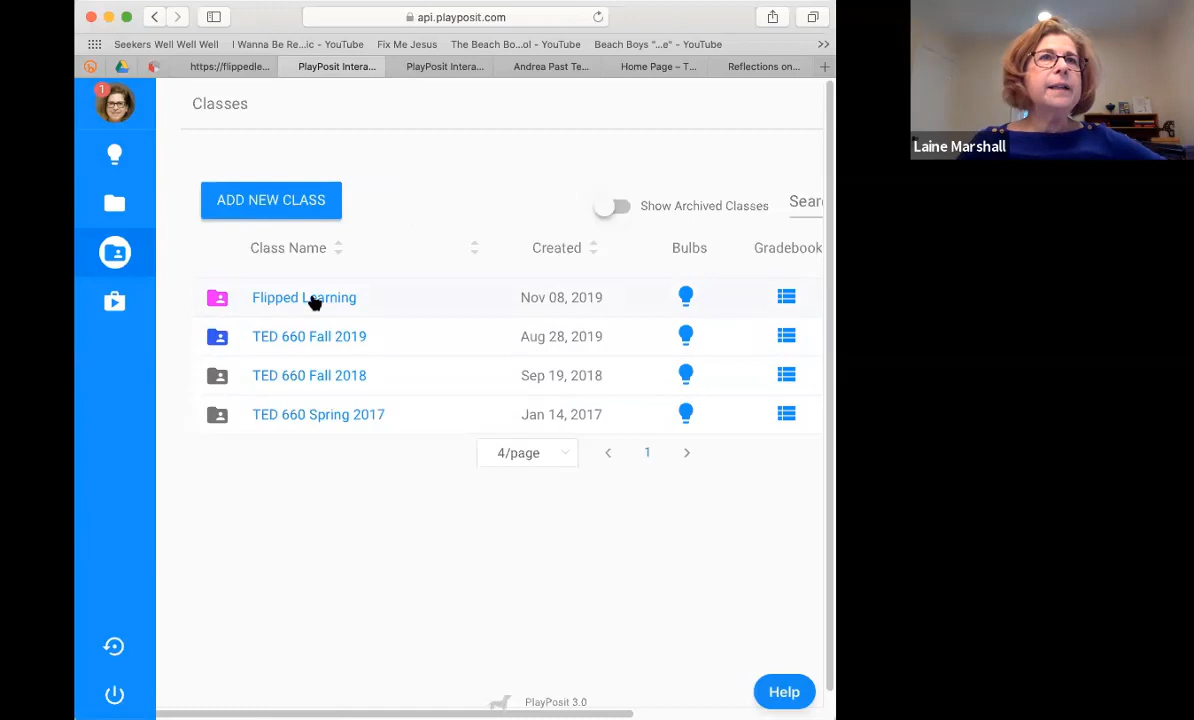 api.playposit.com
Seekers Well Well Well
I Wanna Be Re...ic - YouTube
Fix Me Jesus
The Beach Bo...ol - YouTube
Beach Boys "...e" - YouTube
https://flippedle...
PlayPosit Intera...
PlayPosit Intera...
Andrea Past Te...
Home Page – T...
Reflections on...
1
Classes
Laine Marshall
ADD NEW CLASS
Show Archived Classes
Sear
Class Name
Created
Bulbs
Gradebook
Flipped Learning
Nov 08, 2019
TED 660 Fall 2019
Aug 28, 2019
TED 660 Fall 2018
Sep 19, 2018
TED 660 Spring 2017
Jan 14, 2017
4/page
1
PlayPosit 3.0
Help